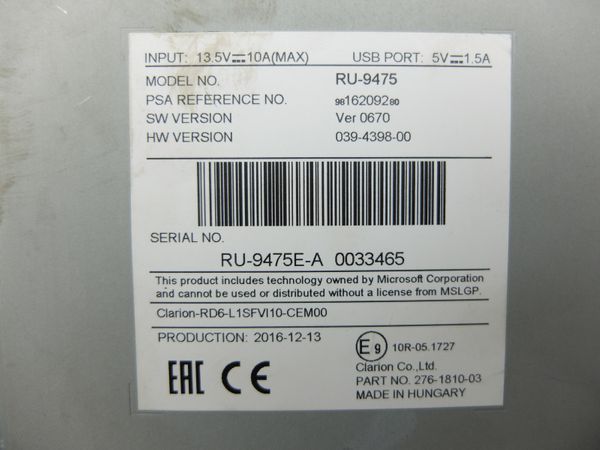 INPUT: 13.5V⎓10A(MAX) USB PORT: 5V⎓1.5A
MODEL NO. RU-9475
PSA REFERENCE NO. 9816209280
SW VERSION Ver 0670
HW VERSION 039-4398-00
SERIAL NO.
RU-9475E-A 0033465
This product includes technology owned by Microsoft Corporation
and cannot be used or distributed without a license from MSLGP.
Clarion-RD6-L1SFVI10-CEM00
PRODUCTION: 2016-12-13
E9 10R-05.1727
EAC CE
Clarion Co.,Ltd.
PART NO. 276-1810-03
MADE IN HUNGARY